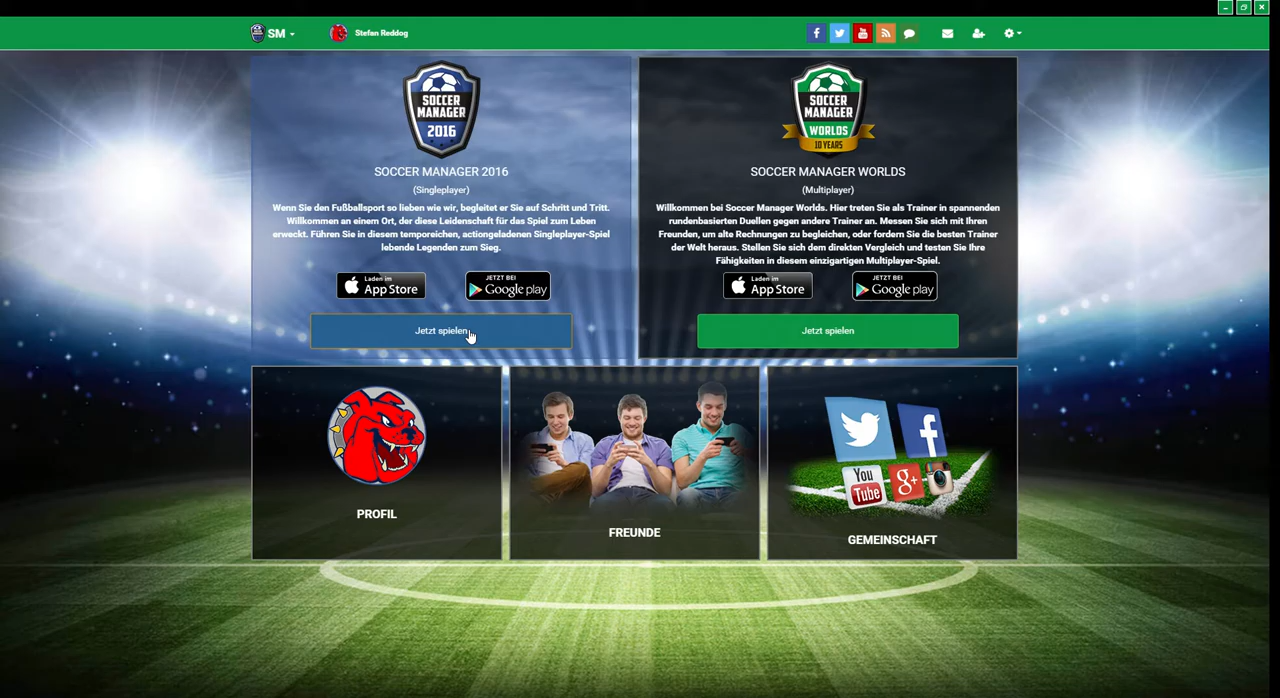 SM
Stefan Reddog
SOCCER
MANAGER
2016
SOCCER MANAGER 2016
(Singleplayer)
Wenn Sie den Fußballsport so lieben wie wir, begleitet er Sie auf Schritt und Tritt.
Willkommen an einem Ort, der diese Leidenschaft für das Spiel zum Leben
erweckt. Führen Sie in diesem temporeichen, actiongeladenen Singleplayer-Spiel
lebende Legenden zum Sieg.
Laden im
App Store
JETZT BEI
Google play
Jetzt spielen
SOCCER
MANAGER
WORLDS
10 YEARS
SOCCER MANAGER WORLDS
(Multiplayer)
Willkommen bei Soccer Manager Worlds. Hier treten Sie als Trainer in spannenden
rundenbasierten Duellen gegen andere Trainer an. Messen Sie sich mit Ihren
Freunden, um alte Rechnungen zu begleichen, oder fordern Sie die besten Trainer
der Welt heraus. Stellen Sie sich dem direkten Vergleich und testen Sie Ihre
Fähigkeiten in diesem einzigartigen Multiplayer-Spiel.
Laden im
App Store
JETZT BEI
Google play
Jetzt spielen
PROFIL
FREUNDE
You
Tube
g+
GEMEINSCHAFT